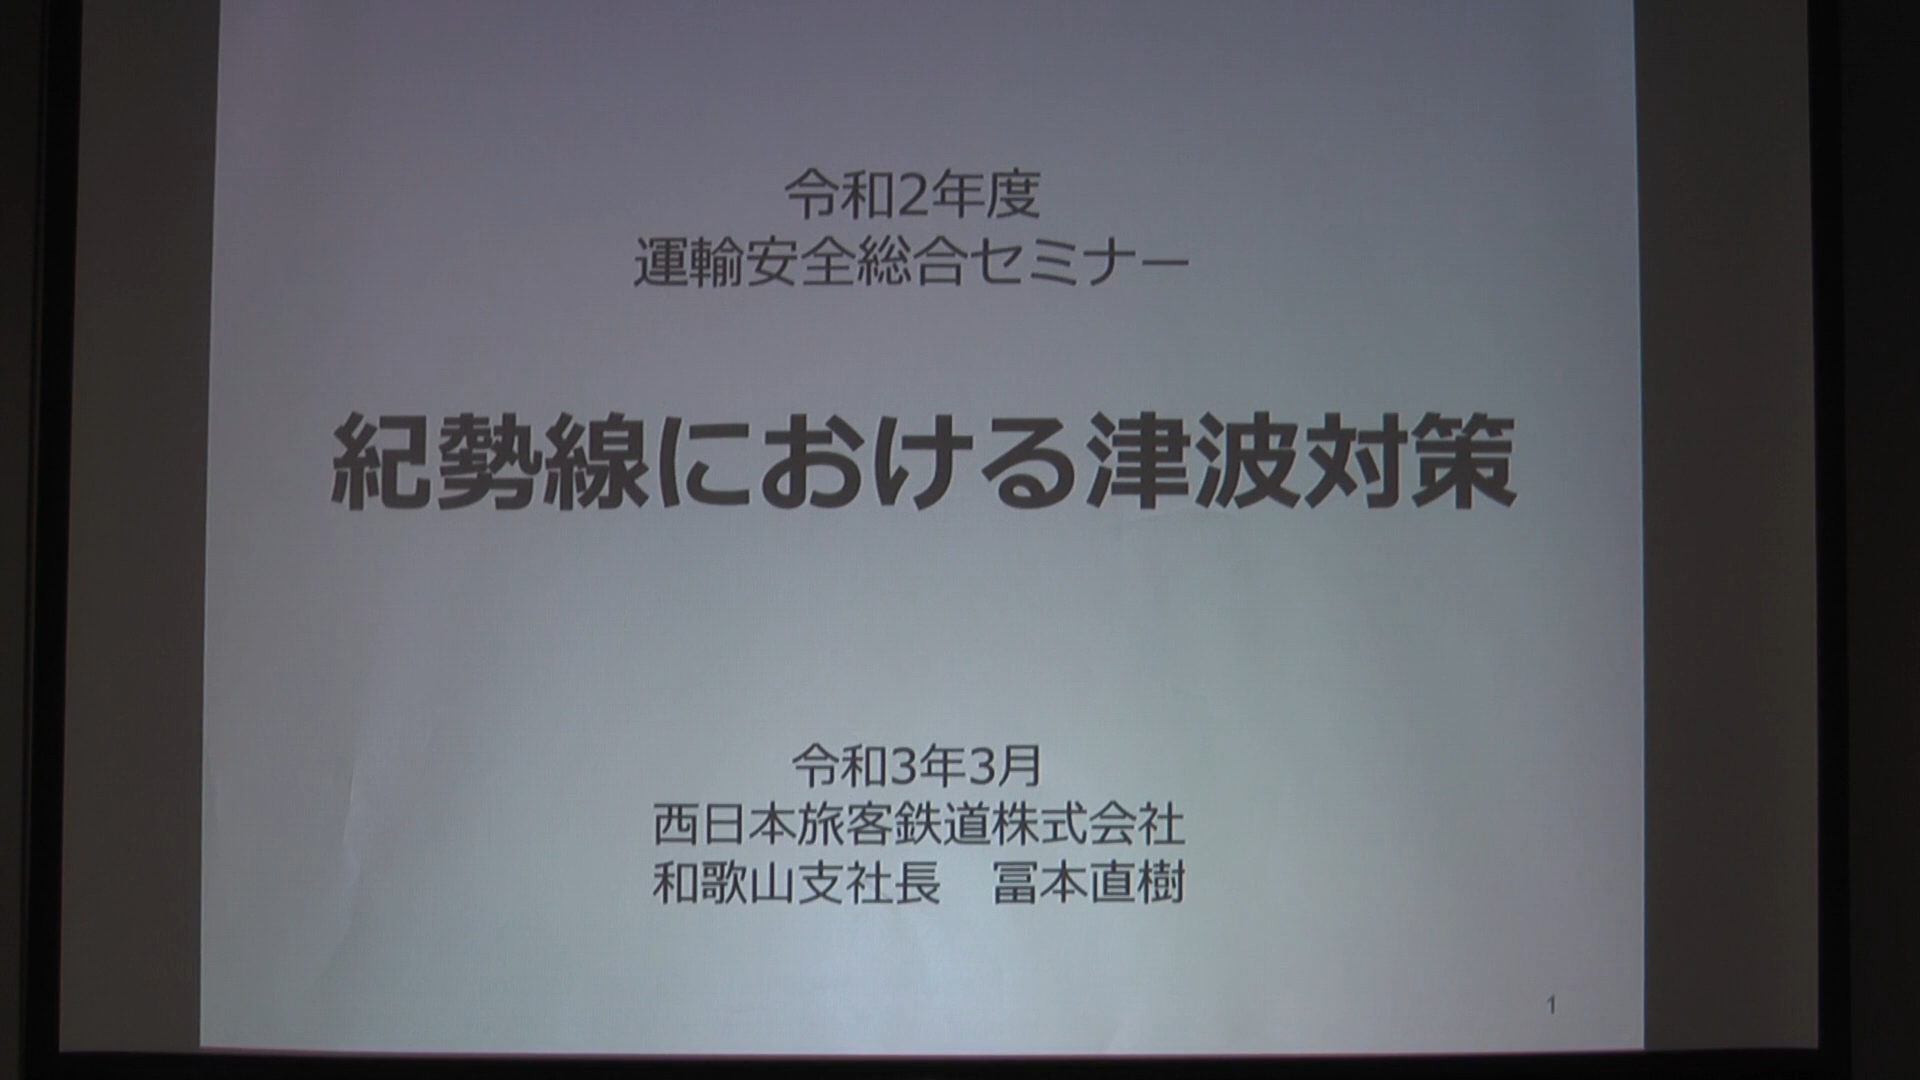 令和2年度
運輸安全総合セミナー
紀勢線における津波対策
令和3年3月
西日本旅客鉄道株式会社
和歌山支社長　冨本直樹
1